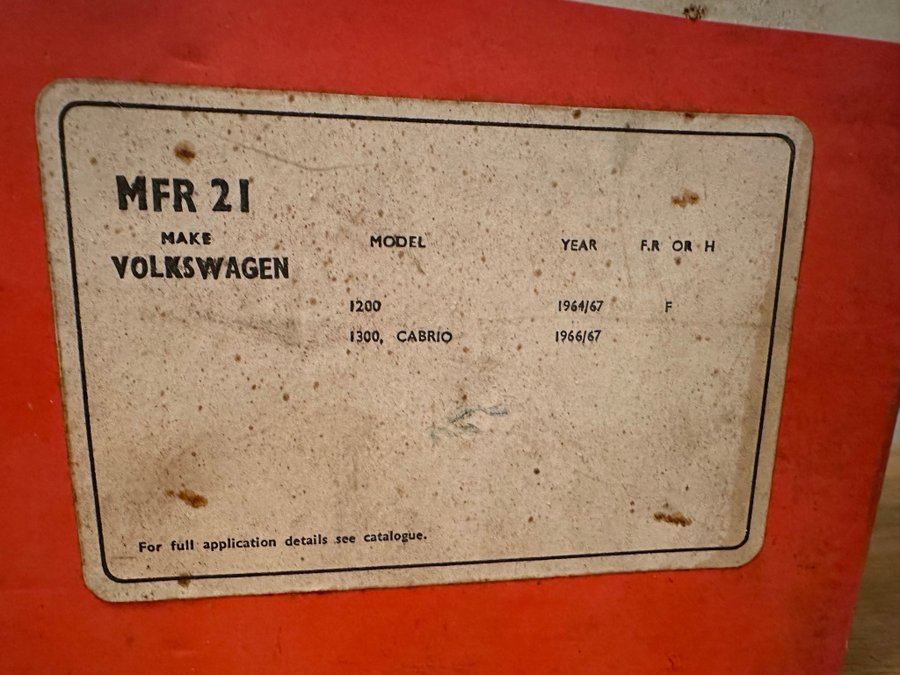 MFR 21
MAKE MODEL YEAR F.R OR H
VOLKSWAGEN
1200 1964/67 F
1300, CABRIO 1966/67
For full application details see catalogue.